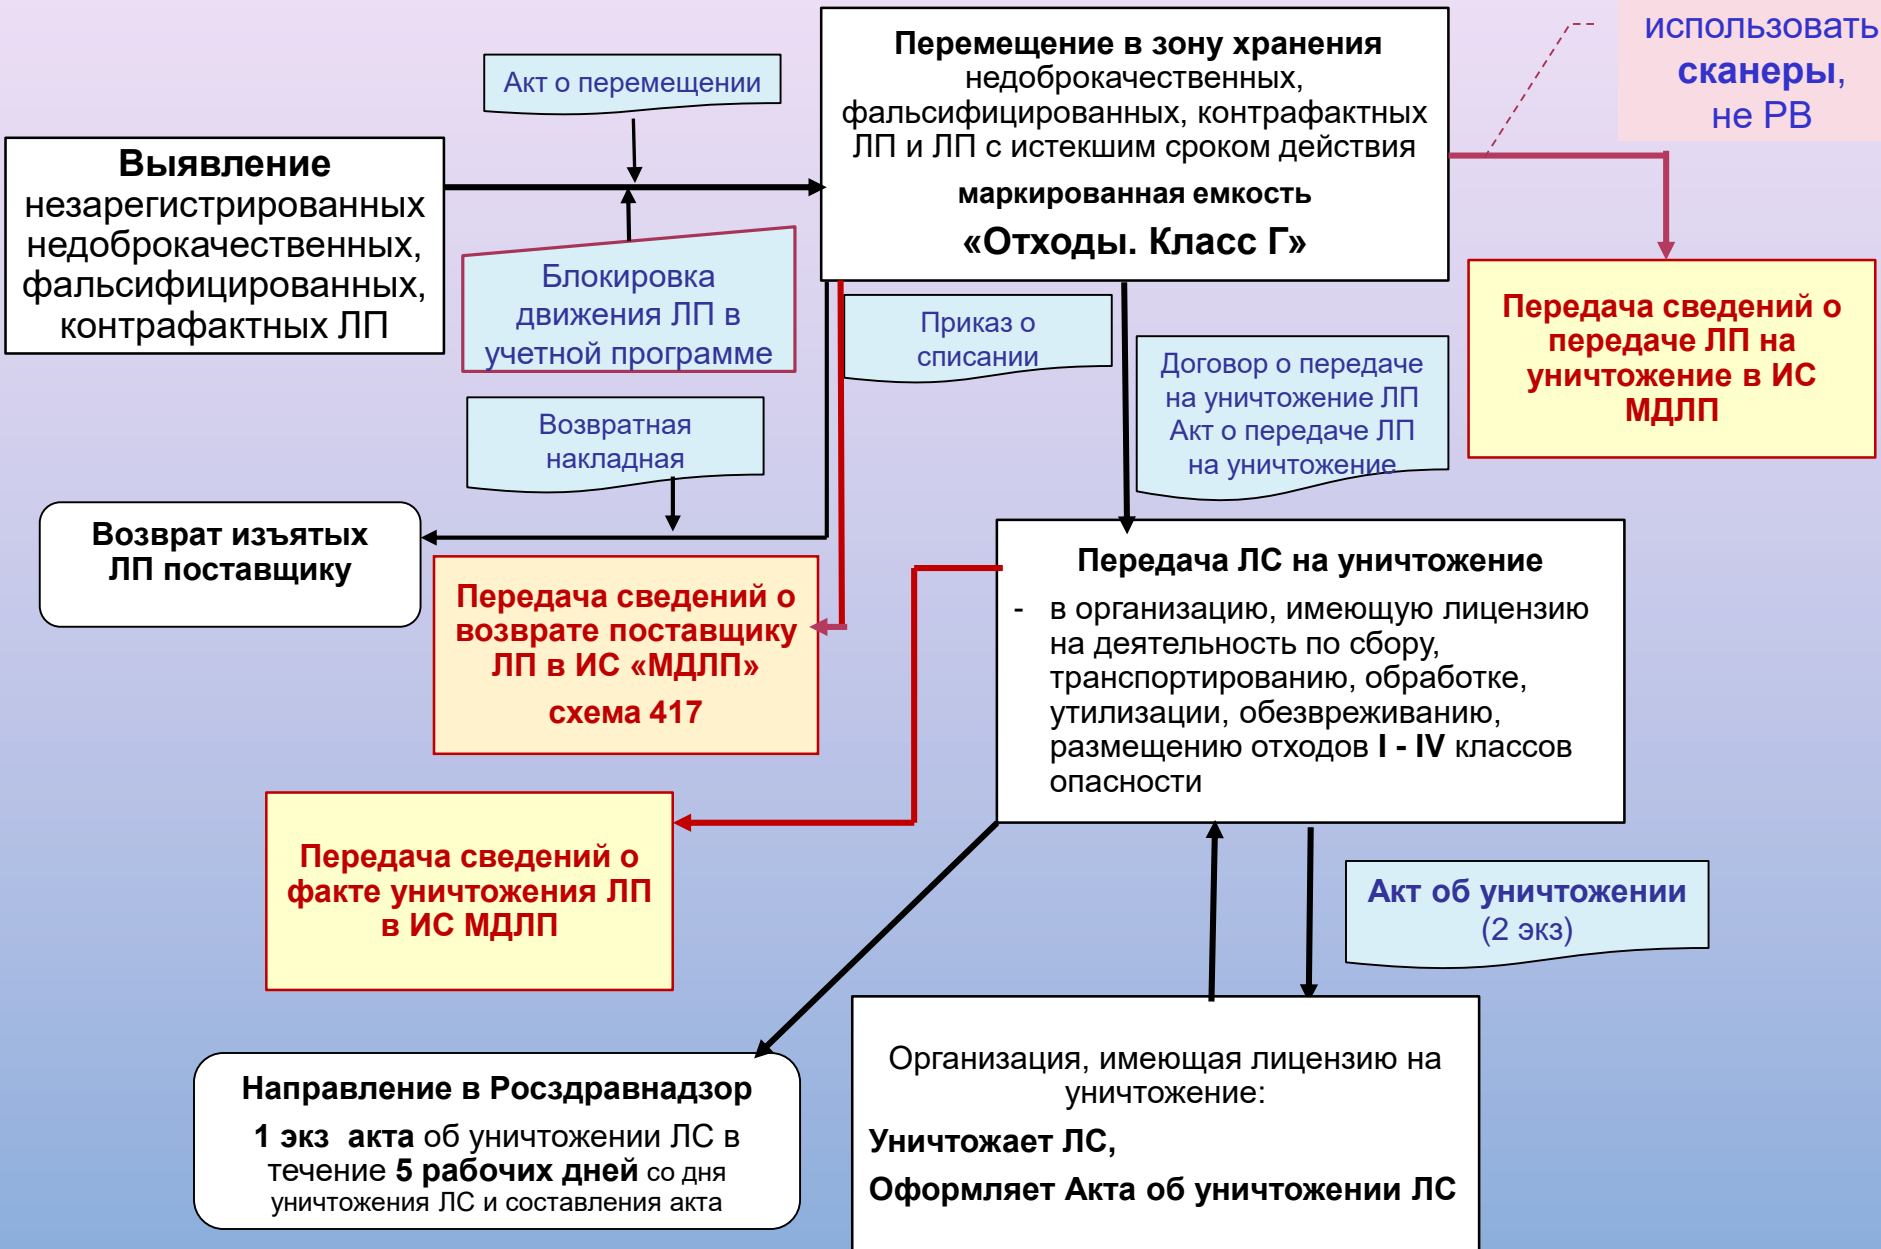 использовать
сканеры,
не РВ
Перемещение в зону хранения
недоброкачественных,
фальсифицированных, контрафактных
ЛП и ЛП с истекшим сроком действия
маркированная емкость
«Отходы. Класс Г»
Акт о перемещении
Выявление
незарегистрированных
недоброкачественных,
фальсифицированных,
контрафактных ЛП
Блокировка
движения ЛП в
учетной программе
Приказ о
списании
Договор о передаче
на уничтожение ЛП
Акт о передаче ЛП
на уничтожение
Передача сведений о
передаче ЛП на
уничтожение в ИС
МДЛП
Возвратная
накладная
Возврат изъятых
ЛП поставщику
Передача сведений о
возврате поставщику
ЛП в ИС «МДЛП»
схема 417
Передача ЛС на уничтожение
- в организацию, имеющую лицензию
на деятельность по сбору,
транспортированию, обработке,
утилизации, обезвреживанию,
размещению отходов I - IV классов
опасности
Передача сведений о
факте уничтожения ЛП
в ИС МДЛП
Акт об уничтожении
(2 экз)
Направление в Росздравнадзор
1 экз акта об уничтожении ЛС в
течение 5 рабочих дней со дня
уничтожения ЛС и составления акта
Организация, имеющая лицензию на
уничтожение:
Уничтожает ЛС,
Оформляет Акта об уничтожении ЛС